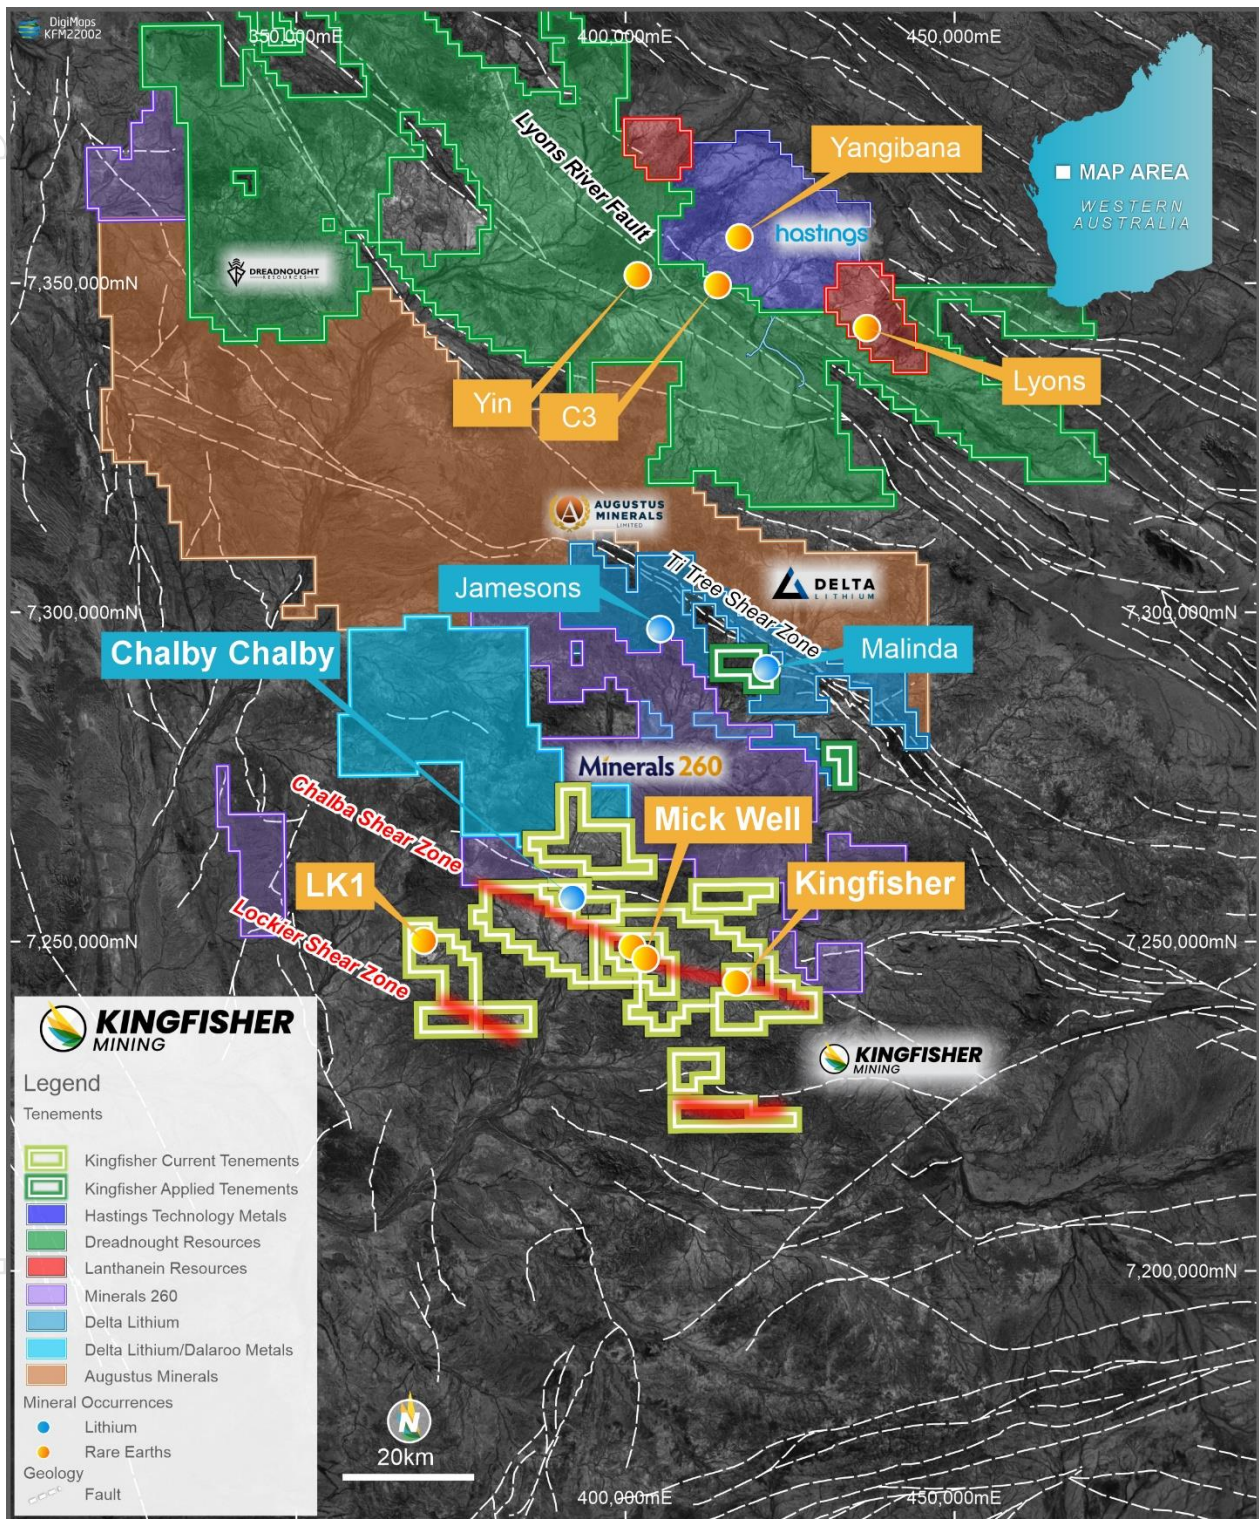 DigiMaps
KFM22002
350,000mE
400,000mE
450,000mE
Lyons River Fault
Yangibana
MAP AREA
WESTERN
AUSTRALIA
hastings
DREADNOUGHT
RESOURCES
7,350,000mN
Yin
C3
Lyons
AUGUSTUS
MINERALS
LIMITED
Ti Tree Shear Zone
DELTA
LITHIUM
Jamesons
7,300,000mN
7,300,000mN
Chalby Chalby
Malinda
Minerals 260
Chalba Shear Zone
Mick Well
LK1
Kingfisher
Lockier Shear Zone
7,250,000mN
7,250,000mN
KINGFISHER
MINING
KINGFISHER
MINING
Legend
Tenements
Kingfisher Current Tenements
Kingfisher Applied Tenements
Hastings Technology Metals
Dreadnought Resources
Lanthanein Resources
Minerals 260
Delta Lithium
Delta Lithium/Dalaroo Metals
Augustus Minerals
Mineral Occurrences
Lithium
Rare Earths
Geology
Fault
7,200,000mN
N
20km
400,000mE
450,000mE